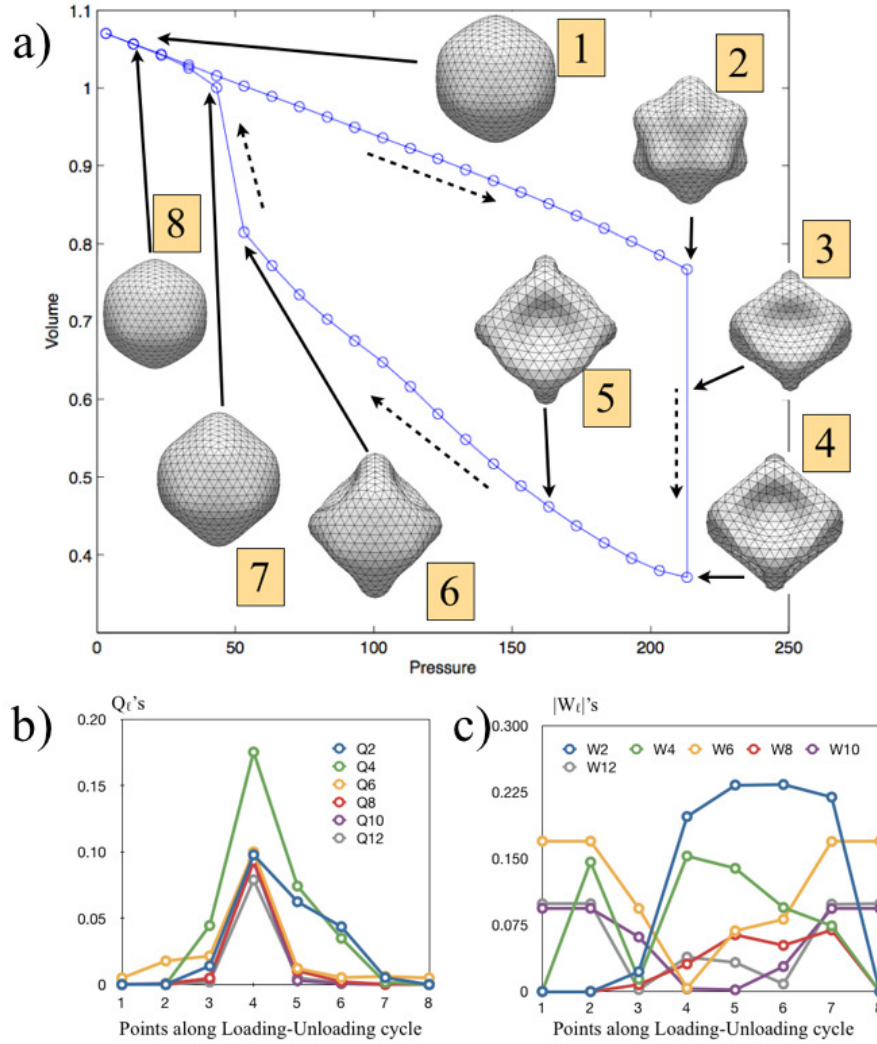 a)
1.1
1
0.9
0.8
0.7
0.6
0.5
0.4
Volume
0
50
100
150
200
250
Pressure
1
2
3
4
5
6
7
8
b)
Qℓ's
0.20
0.15
0.10
0.05
0
Q2
Q4
Q6
Q8
Q10
Q12
1 2 3 4 5 6 7 8
Points along Loading-Unloading cycle
c)
|Wℓ|'s
0.300
0.225
0.150
0.075
0
W2 W4 W6 W8 W10
W12
1 2 3 4 5 6 7 8
Points along Loading-Unloading cycle